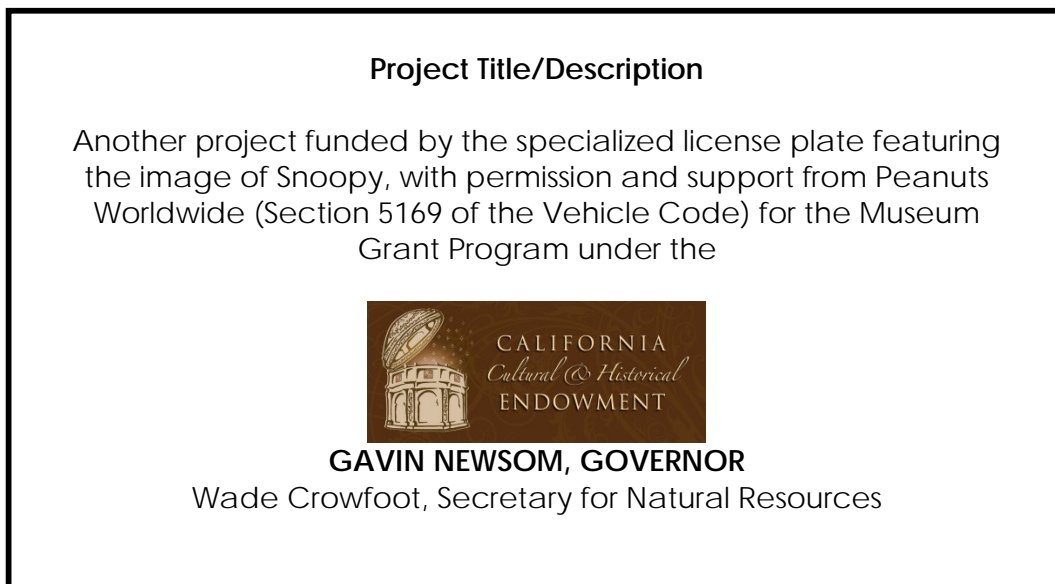 Project Title/Description
Another project funded by the specialized license plate featuring
the image of Snoopy, with permission and support from Peanuts
Worldwide (Section 5169 of the Vehicle Code) for the Museum
Grant Program under the
CALIFORNIA
Cultural & Historical
ENDOWMENT
GAVIN NEWSOM, GOVERNOR
Wade Crowfoot, Secretary for Natural Resources